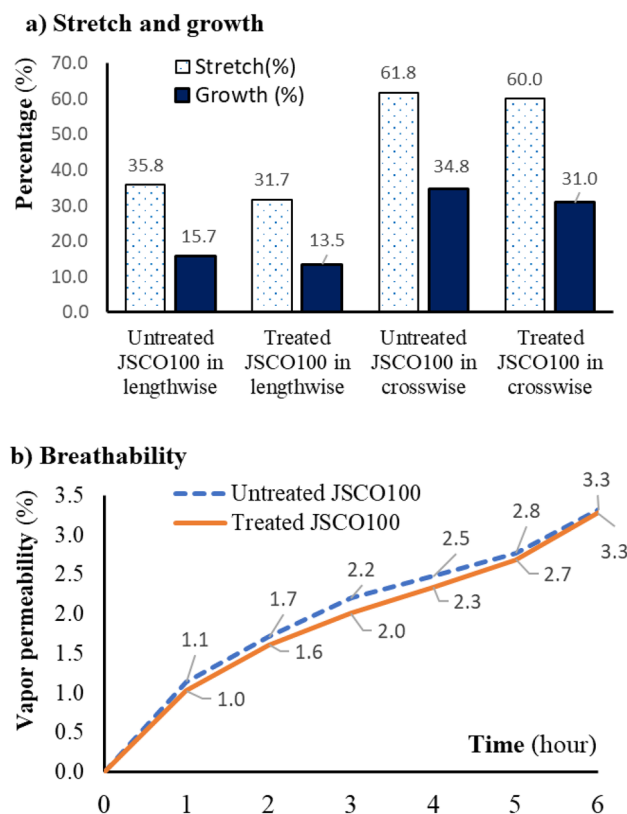 a) Stretch and growth
Percentage (%)
70.0
60.0
50.0
40.0
30.0
20.0
10.0
0.0
Stretch(%)
Growth (%)
35.8
15.7
31.7
13.5
61.8
34.8
60.0
31.0
Untreated
JSCO100 in
lengthwise
Treated
JSCO100 in
lengthwise
Untreated
JSCO100 in
crosswise
Treated
JSCO100 in
crosswise
b) Breathability
Vapor permeability (%)
3.5
3.0
2.5
2.0
1.5
1.0
0.5
0.0
Untreated JSCO100
Treated JSCO100
1.1
1.7
2.2
2.5
2.8
3.3
1.0
1.6
2.0
2.3
2.7
3.3
Time (hour)
0 1 2 3 4 5 6